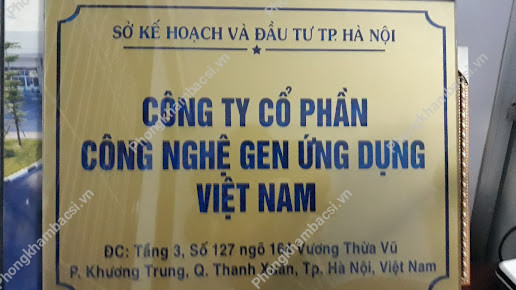 SỞ KẾ HOẠCH VÀ ĐẦU TƯ TP. HÀ NỘI
CÔNG TY CỔ PHẦN
CÔNG NGHỆ GEN ỨNG DỤNG
VIỆT NAM
ĐC: Tầng 3, Số 127 ngõ 164 Vương Thừa Vũ
P. Khương Trung, Q. Thanh Xuân, Tp. Hà Nội, Việt Nam
Phongkhambacsi.vn